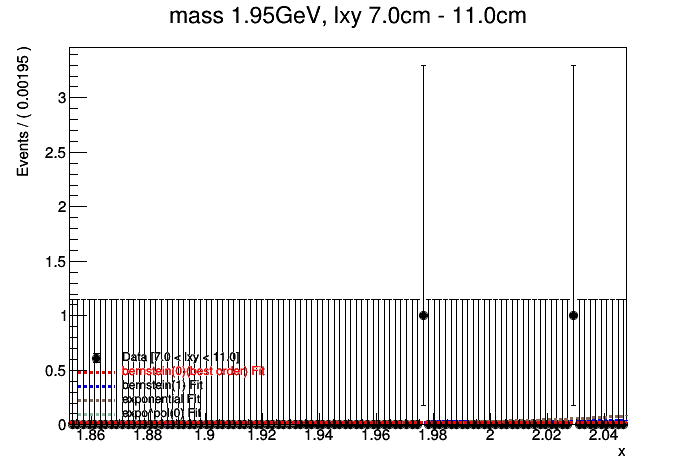 mass 1.95GeV, lxy 7.0cm - 11.0cm
Events / ( 0.00195 )
3
2.5
2
1.5
1
0.5
0
Data [7.0 < lxy < 11.0]
bernstein(0)(best order) Fit
bernstein(1) Fit
exponential Fit
expo*pol(0) Fit
1.86 1.88 1.9 1.92 1.94 1.96 1.98 2 2.02 2.04
x